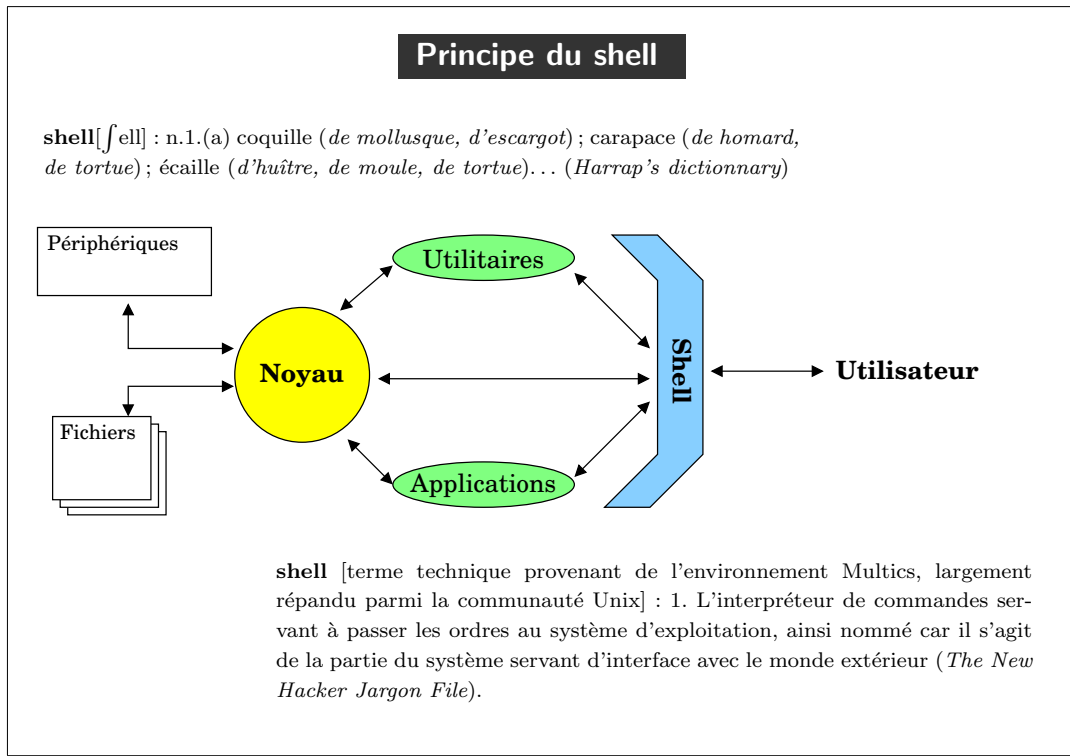 Principe du shell
shell[∫ell] : n.1.(a) coquille (de mollusque, d'escargot) ; carapace (de homard,
de tortue) ; écaille (d'huître, de moule, de tortue)... (Harrap's dictionnary)
Périphériques
Utilitaires
Noyau
Shell
Utilisateur
Fichiers
Applications
shell [terme technique provenant de l'environnement Multics, largement
répandu parmi la communauté Unix] : 1. L'interpréteur de commandes ser-
vant à passer les ordres au système d'exploitation, ainsi nommé car il s'agit
de la partie du système servant d'interface avec le monde extérieur (The New
Hacker Jargon File).